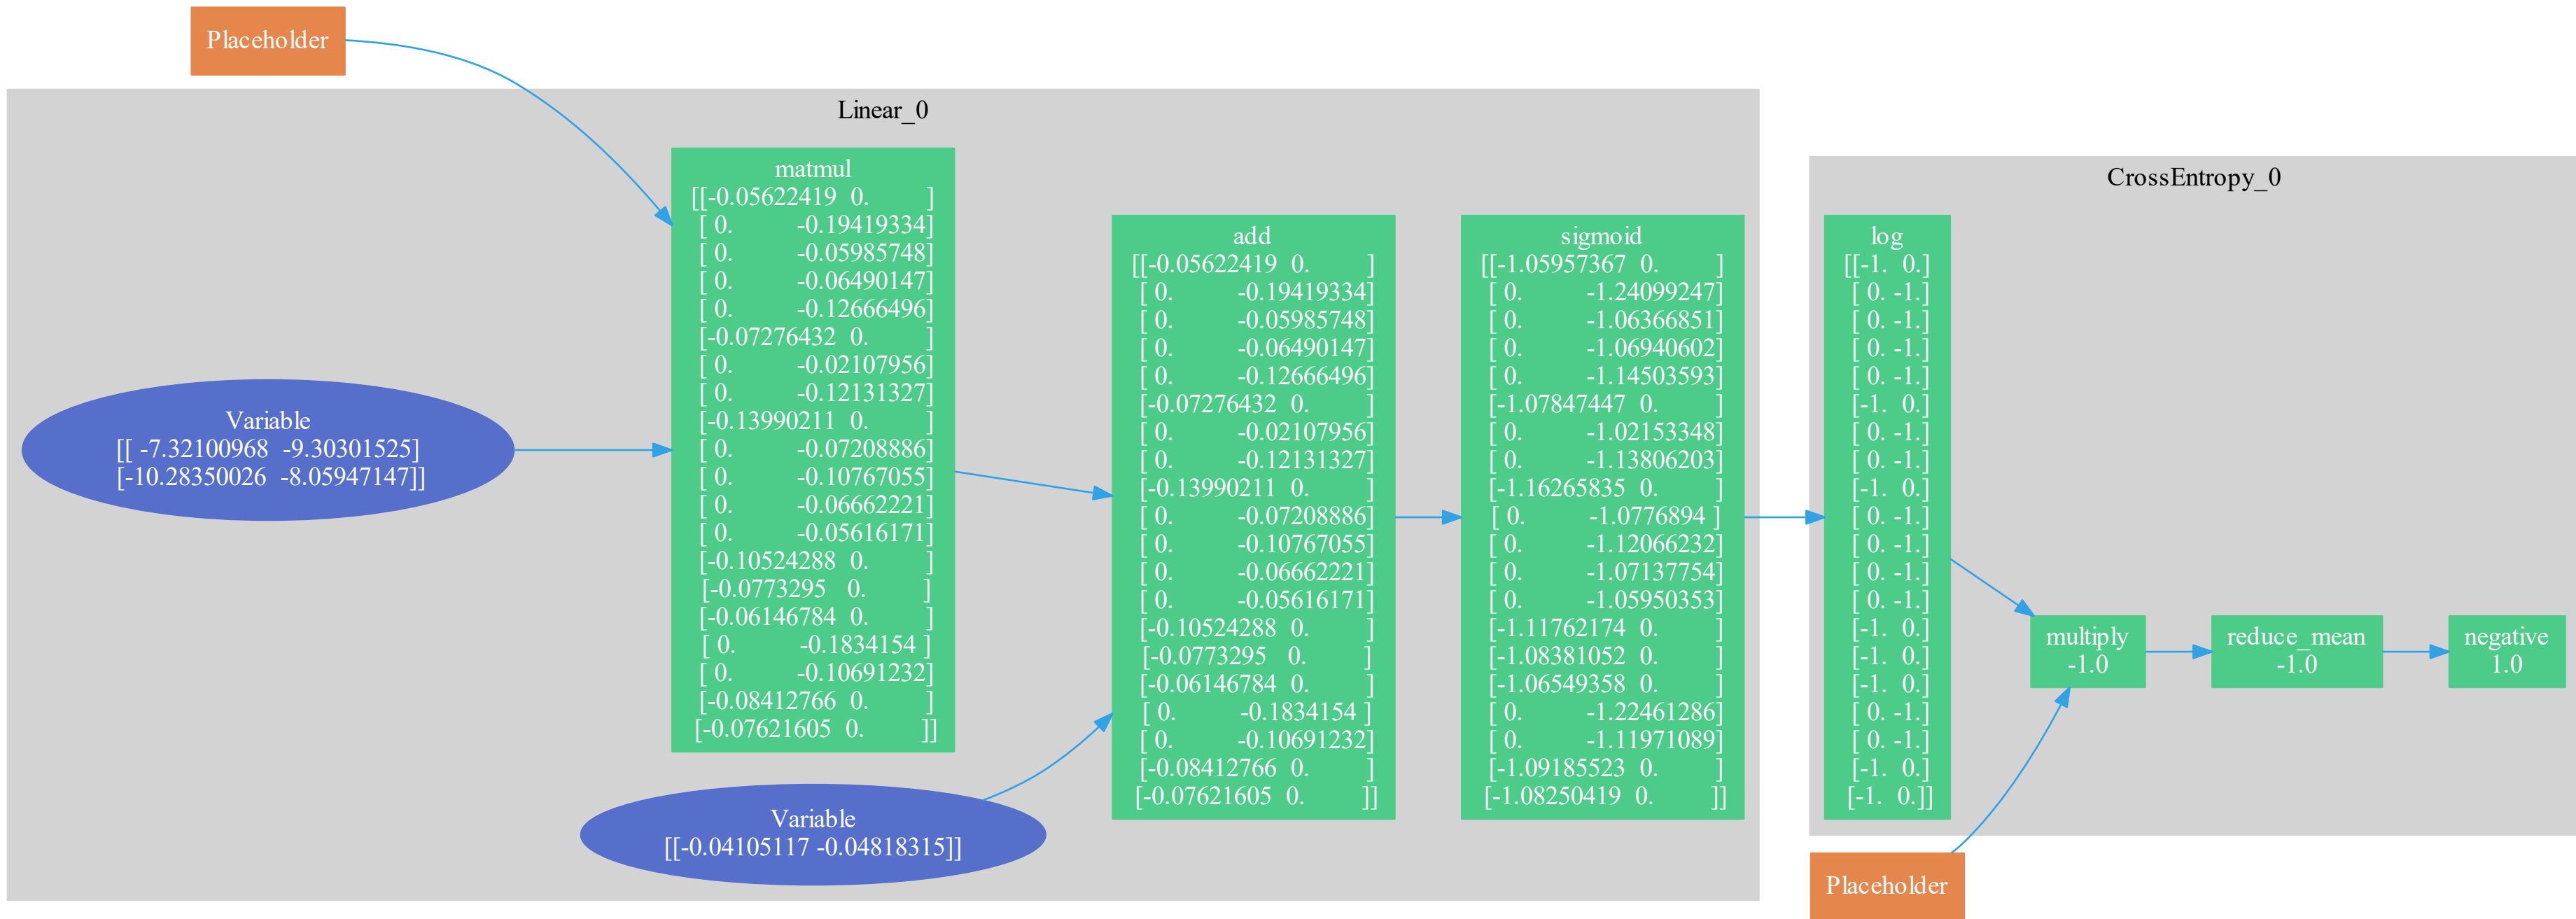 Placeholder
Linear_0
matmul
[[-0.05622419 0. ]
[ 0. -0.19419334]
[ 0. -0.05985748]
[ 0. -0.06490147]
[ 0. -0.12666496]
[-0.07276432 0. ]
[ 0. -0.02107956]
[ 0. -0.12131327]
[-0.13990211 0. ]
[ 0. -0.07208886]
[ 0. -0.10767055]
[ 0. -0.06662221]
[ 0. -0.05616171]
[-0.10524288 0. ]
[-0.0773295 0. ]
[-0.06146784 0. ]
[ 0. -0.1834154 ]
[ 0. -0.10691232]
[-0.08412766 0. ]
[-0.07621605 0. ]]
Variable
[[ -7.32100968 -9.30301525]
[-10.28350026 -8.05947147]]
Variable
[[-0.04105117 -0.04818315]]
add
[[-0.05622419 0. ]
[ 0. -0.19419334]
[ 0. -0.05985748]
[ 0. -0.06490147]
[ 0. -0.12666496]
[-0.07276432 0. ]
[ 0. -0.02107956]
[ 0. -0.12131327]
[-0.13990211 0. ]
[ 0. -0.07208886]
[ 0. -0.10767055]
[ 0. -0.06662221]
[ 0. -0.05616171]
[-0.10524288 0. ]
[-0.0773295 0. ]
[-0.06146784 0. ]
[ 0. -0.1834154 ]
[ 0. -0.10691232]
[-0.08412766 0. ]
[-0.07621605 0. ]]
sigmoid
[[-1.05957367 0. ]
[ 0. -1.24099247]
[ 0. -1.06366851]
[ 0. -1.06940602]
[ 0. -1.14503593]
[-1.07847447 0. ]
[ 0. -1.02153348]
[ 0. -1.13806203]
[-1.16265835 0. ]
[ 0. -1.0776894 ]
[ 0. -1.12066232]
[ 0. -1.07137754]
[ 0. -1.05950353]
[-1.11762174 0. ]
[-1.08381052 0. ]
[-1.06549358 0. ]
[ 0. -1.22461286]
[ 0. -1.11971089]
[-1.09185523 0. ]
[-1.08250419 0. ]]
CrossEntropy_0
log
[[-1. 0.]
[ 0. -1.]
[ 0. -1.]
[ 0. -1.]
[ 0. -1.]
[-1. 0.]
[ 0. -1.]
[ 0. -1.]
[-1. 0.]
[ 0. -1.]
[ 0. -1.]
[ 0. -1.]
[ 0. -1.]
[-1. 0.]
[-1. 0.]
[-1. 0.]
[ 0. -1.]
[ 0. -1.]
[-1. 0.]
[-1. 0.]]
multiply
-1.0
reduce_mean
-1.0
negative
1.0
Placeholder